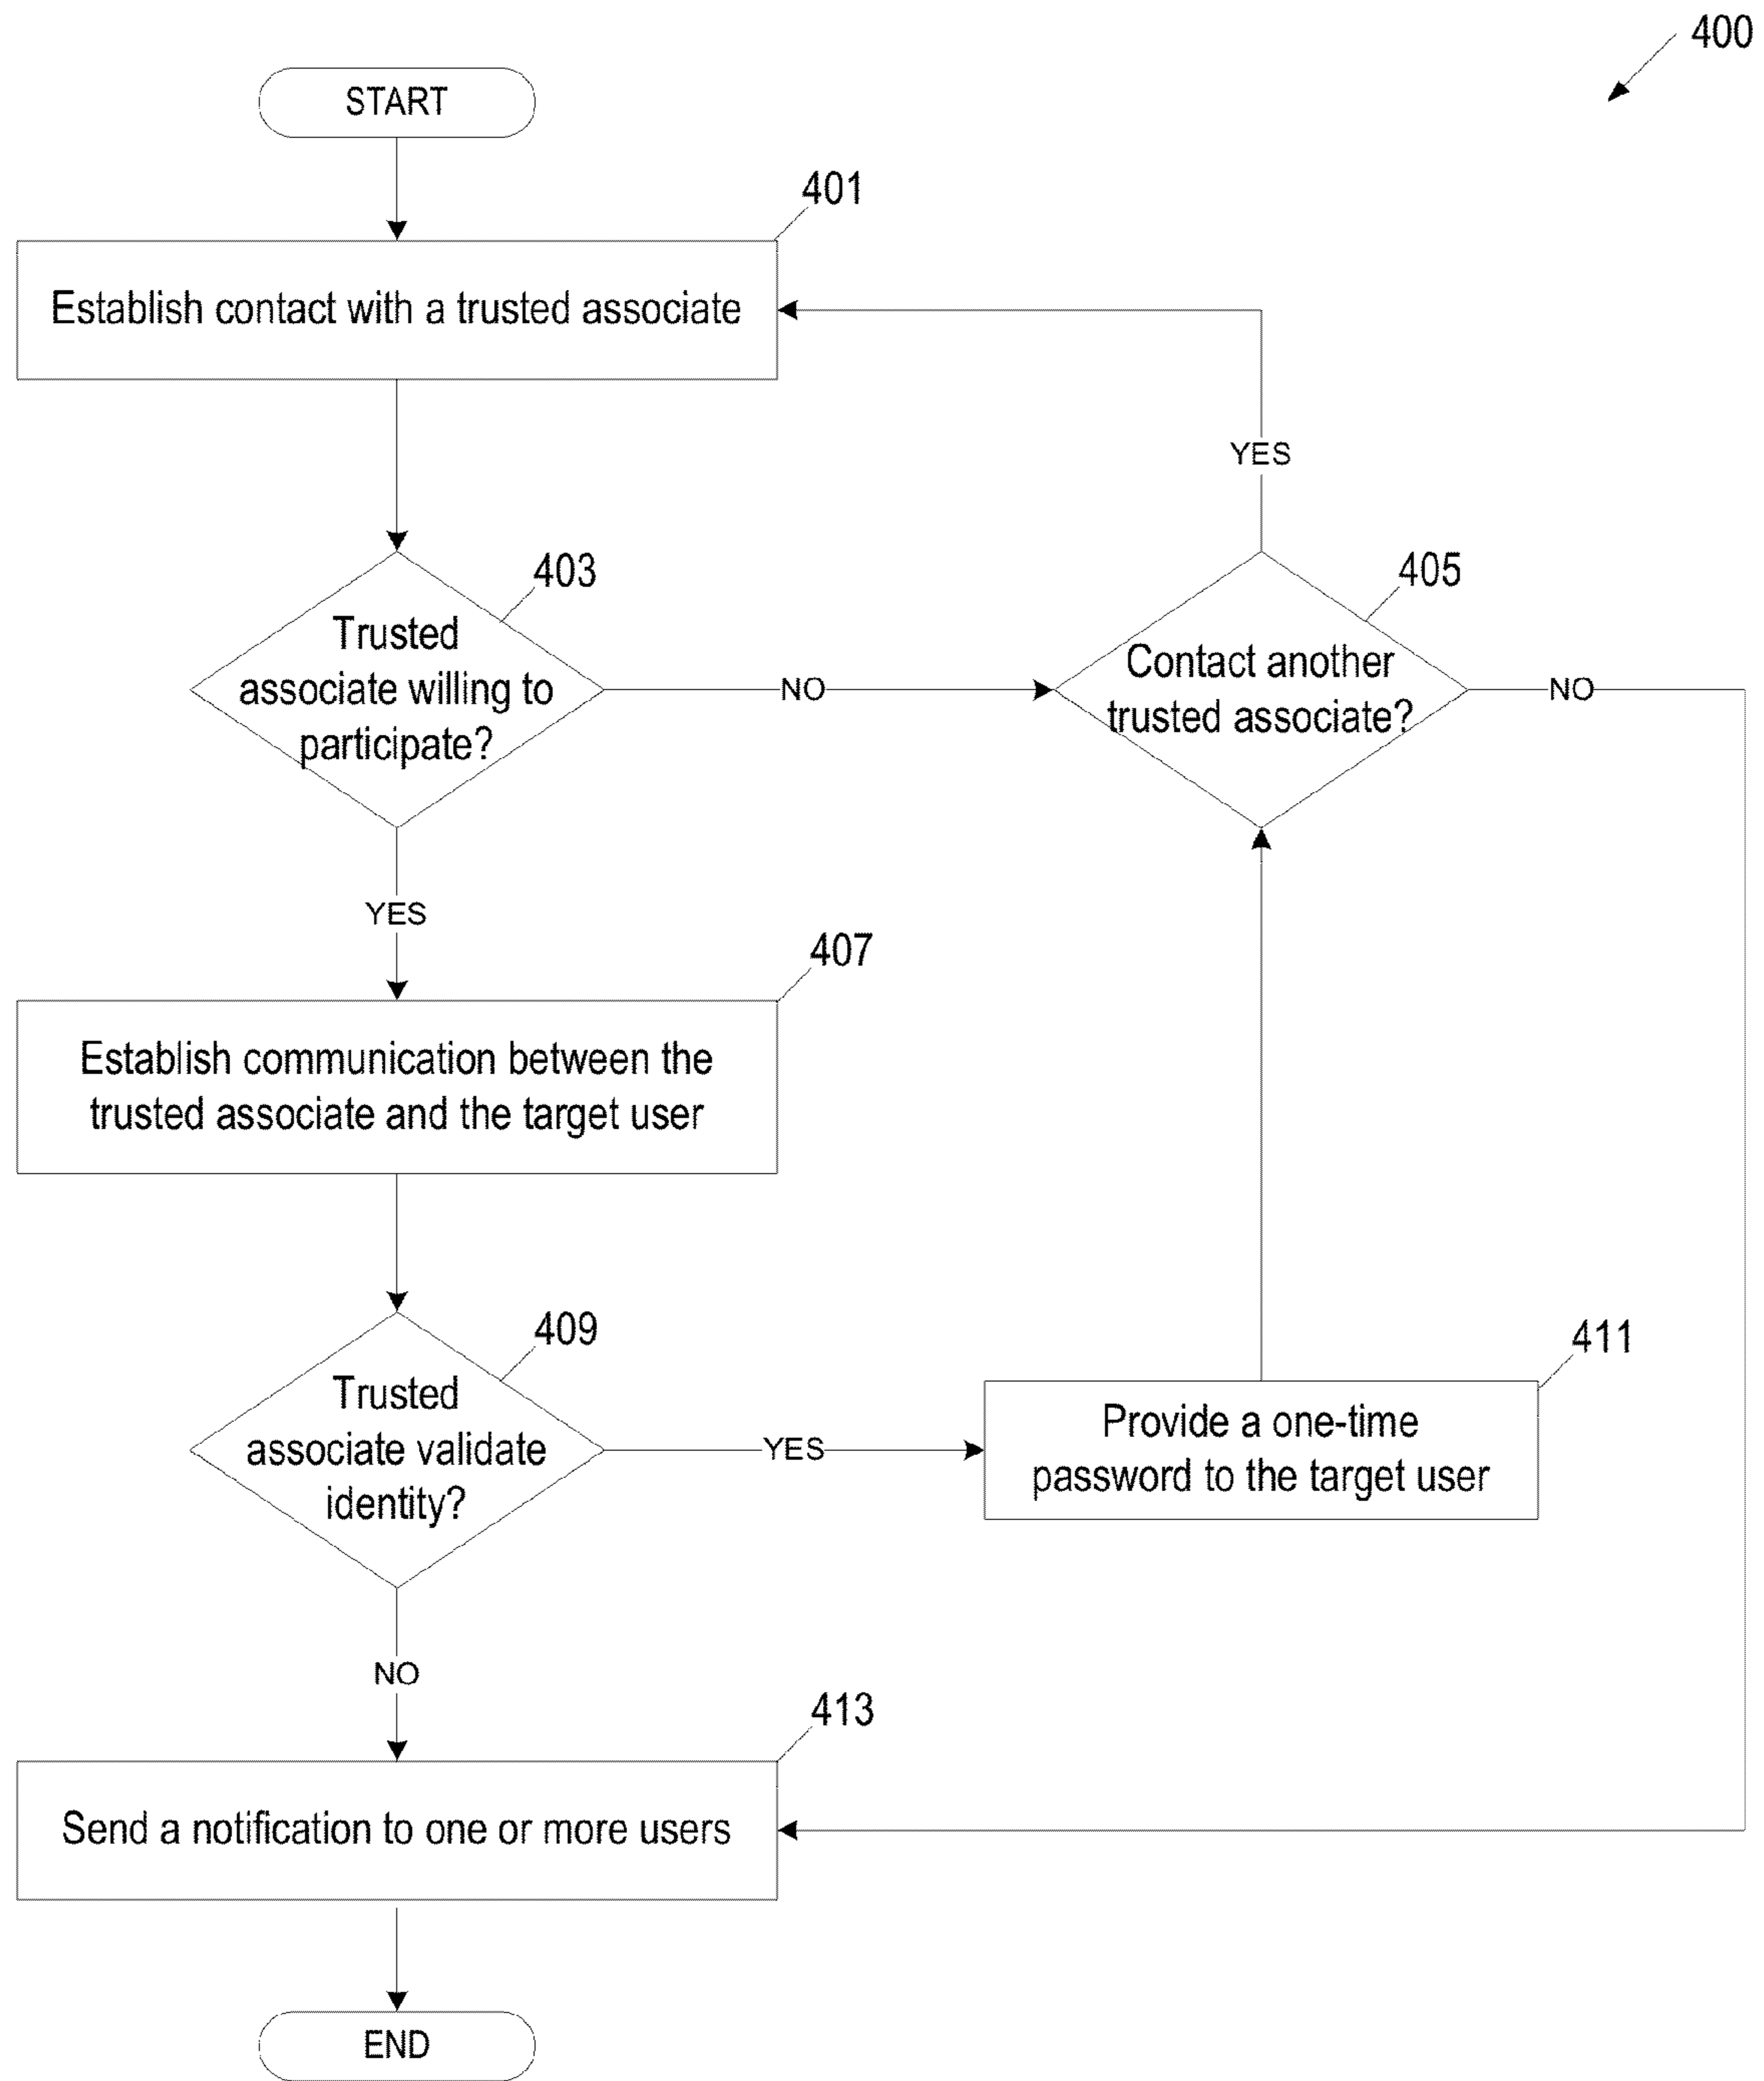 400
START
401
Establish contact with a trusted associate
YES
403
Trusted
associate willing to
participate?
NO
405
Contact another
trusted associate?
NO
YES
407
Establish communication between the
trusted associate and the target user
409
Trusted
associate validate
identity?
YES
411
Provide a one-time
password to the target user
NO
413
Send a notification to one or more users
END